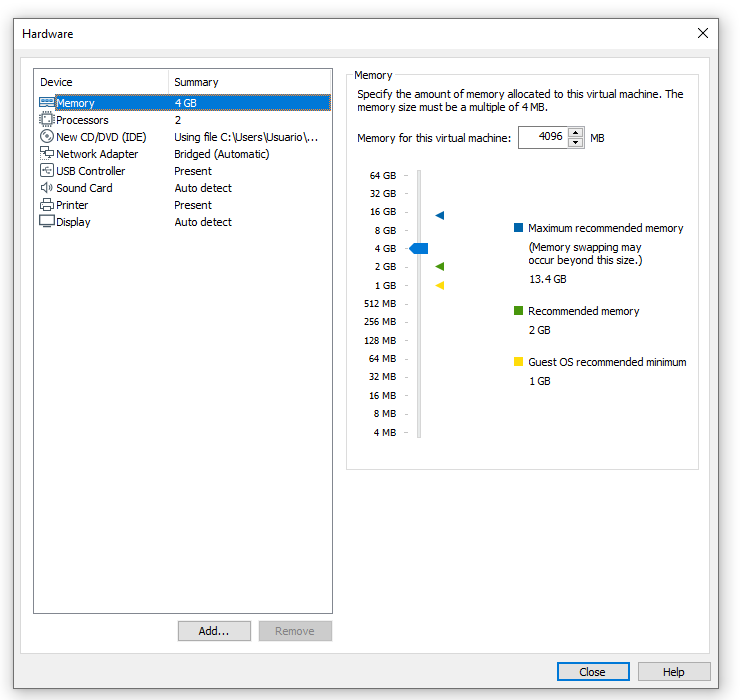 Hardware
Device Summary
Memory 4 GB
Processors 2
New CD/DVD (IDE) Using file C:\Users\Usuario\...
Network Adapter Bridged (Automatic)
USB Controller Present
Sound Card Auto detect
Printer Present
Display Auto detect
Add...
Remove
Memory
Specify the amount of memory allocated to this virtual machine. The
memory size must be a multiple of 4 MB.
Memory for this virtual machine: 4096 MB
64 GB
32 GB
16 GB
8 GB
4 GB
2 GB
1 GB
512 MB
256 MB
128 MB
64 MB
32 MB
16 MB
8 MB
4 MB
Maximum recommended memory
(Memory swapping may
occur beyond this size.)
13.4 GB
Recommended memory
2 GB
Guest OS recommended minimum
1 GB
Close
Help